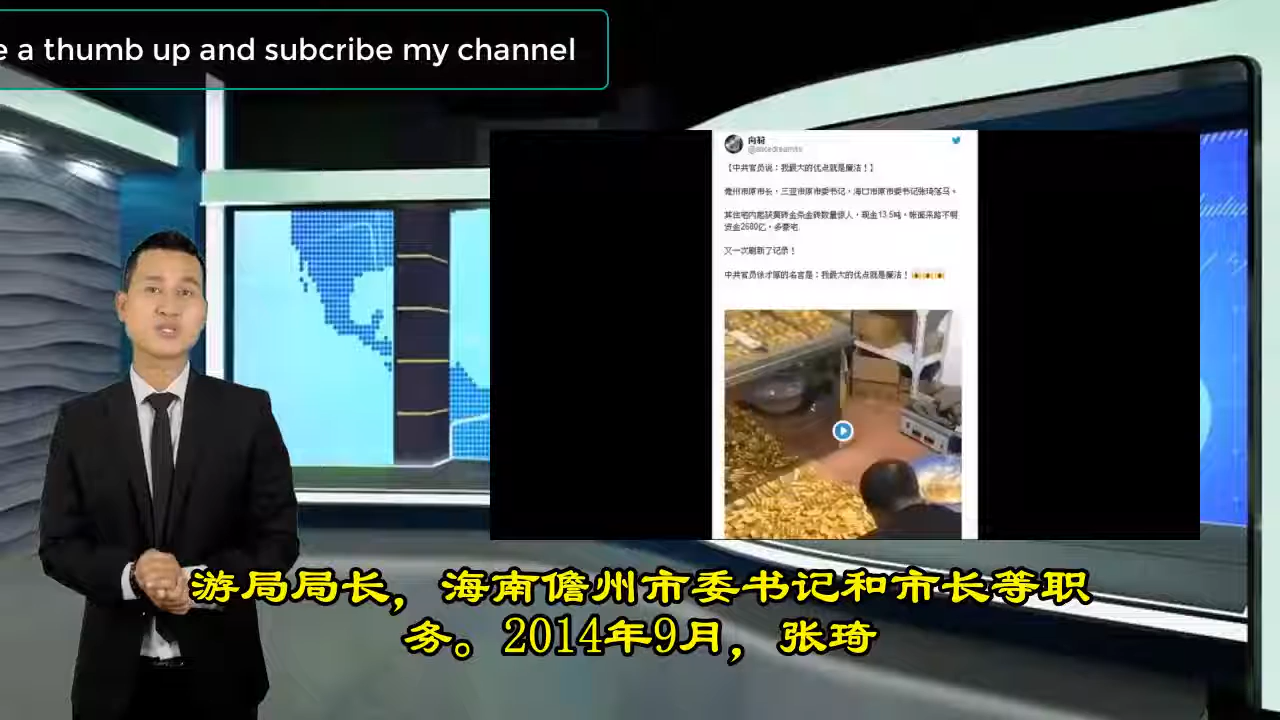 e a thumb up and subcribe my channel
向莉
【中共官员说：我最大的优点就是廉洁！】
儋州市原市长，三亚市原市委书记，海口市原市委书记张琦落马。
其住宅内起获黄砖金条金砖数量惊人，现金13.5吨，帐面来路不明
资金2680亿，多豪宅.
又一次刷新了记录！
中共官员徐才厚的名言是：我最大的优点就是廉洁！
游局局长，海南儋州市委书记和市长等职
务。2014年9月，张琦